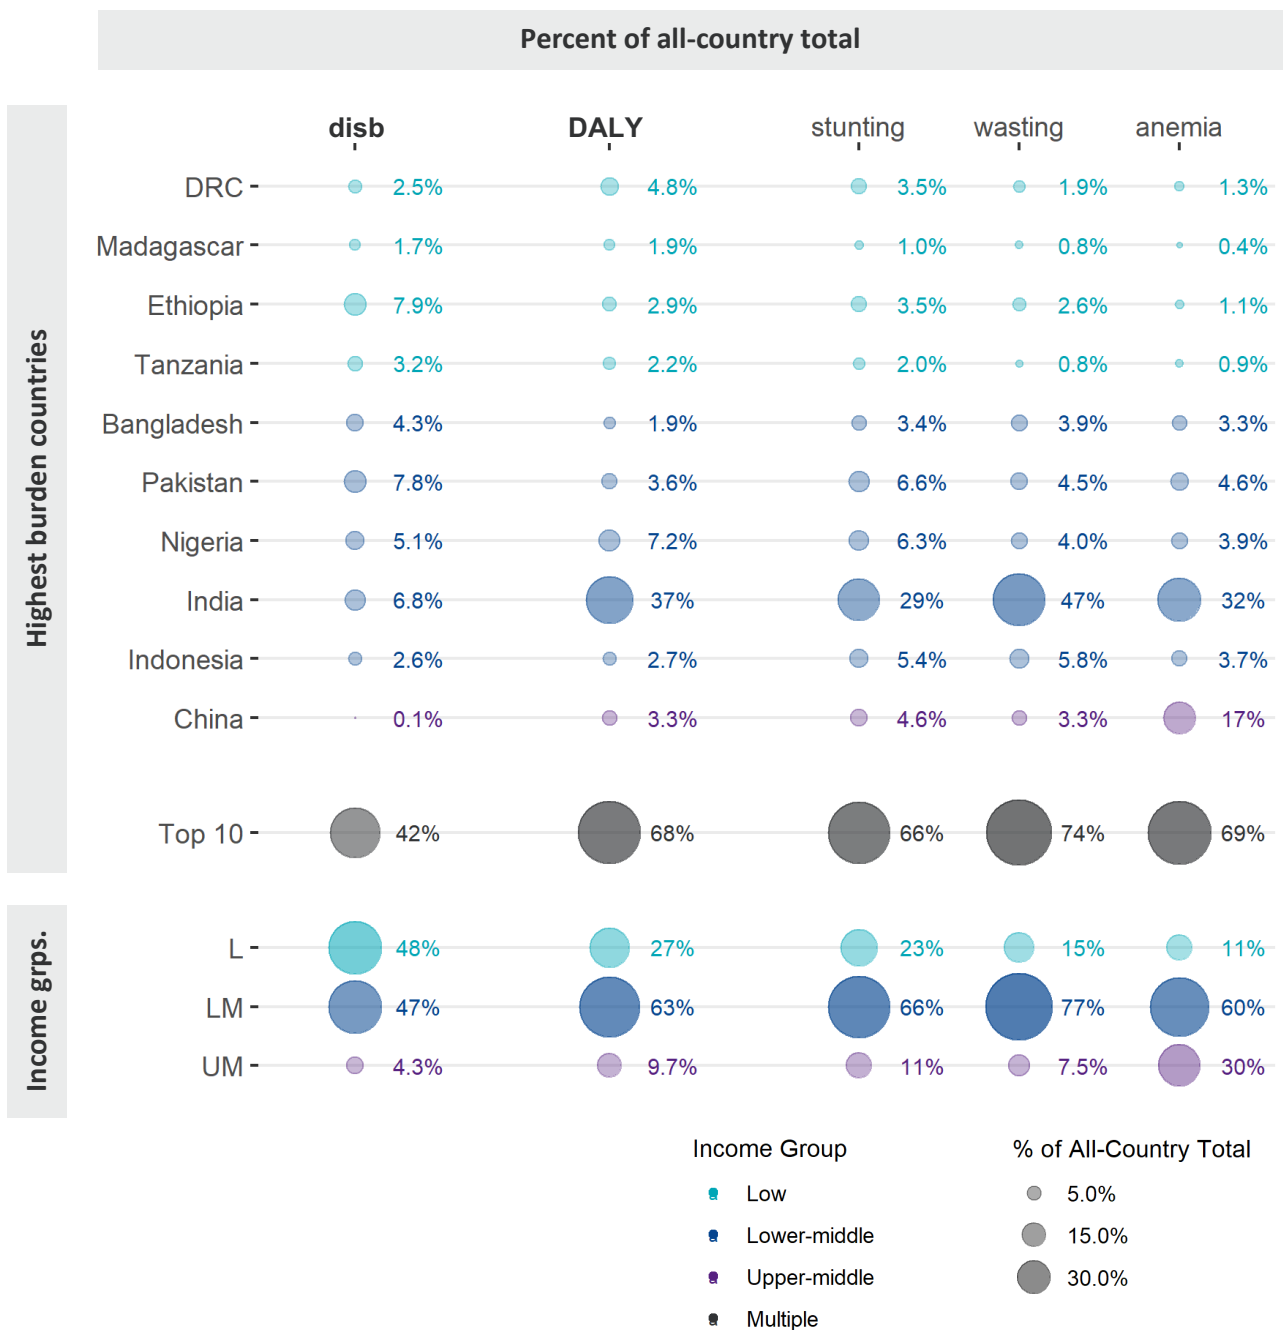 Percent of all-country total
disb DALY stunting wasting anemia
Highest burden countries
DRC 2.5% 4.8% 3.5% 1.9% 1.3%
Madagascar 1.7% 1.9% 1.0% 0.8% 0.4%
Ethiopia 7.9% 2.9% 3.5% 2.6% 1.1%
Tanzania 3.2% 2.2% 2.0% 0.8% 0.9%
Bangladesh 4.3% 1.9% 3.4% 3.9% 3.3%
Pakistan 7.8% 3.6% 6.6% 4.5% 4.6%
Nigeria 5.1% 7.2% 6.3% 4.0% 3.9%
India 6.8% 37% 29% 47% 32%
Indonesia 2.6% 2.7% 5.4% 5.8% 3.7%
China 0.1% 3.3% 4.6% 3.3% 17%
Top 10 42% 68% 66% 74% 69%
Income grps.
L 48% 27% 23% 15% 11%
LM 47% 63% 66% 77% 60%
UM 4.3% 9.7% 11% 7.5% 30%
Income Group
Low
Lower-middle
Upper-middle
Multiple
% of All-Country Total
5.0%
15.0%
30.0%